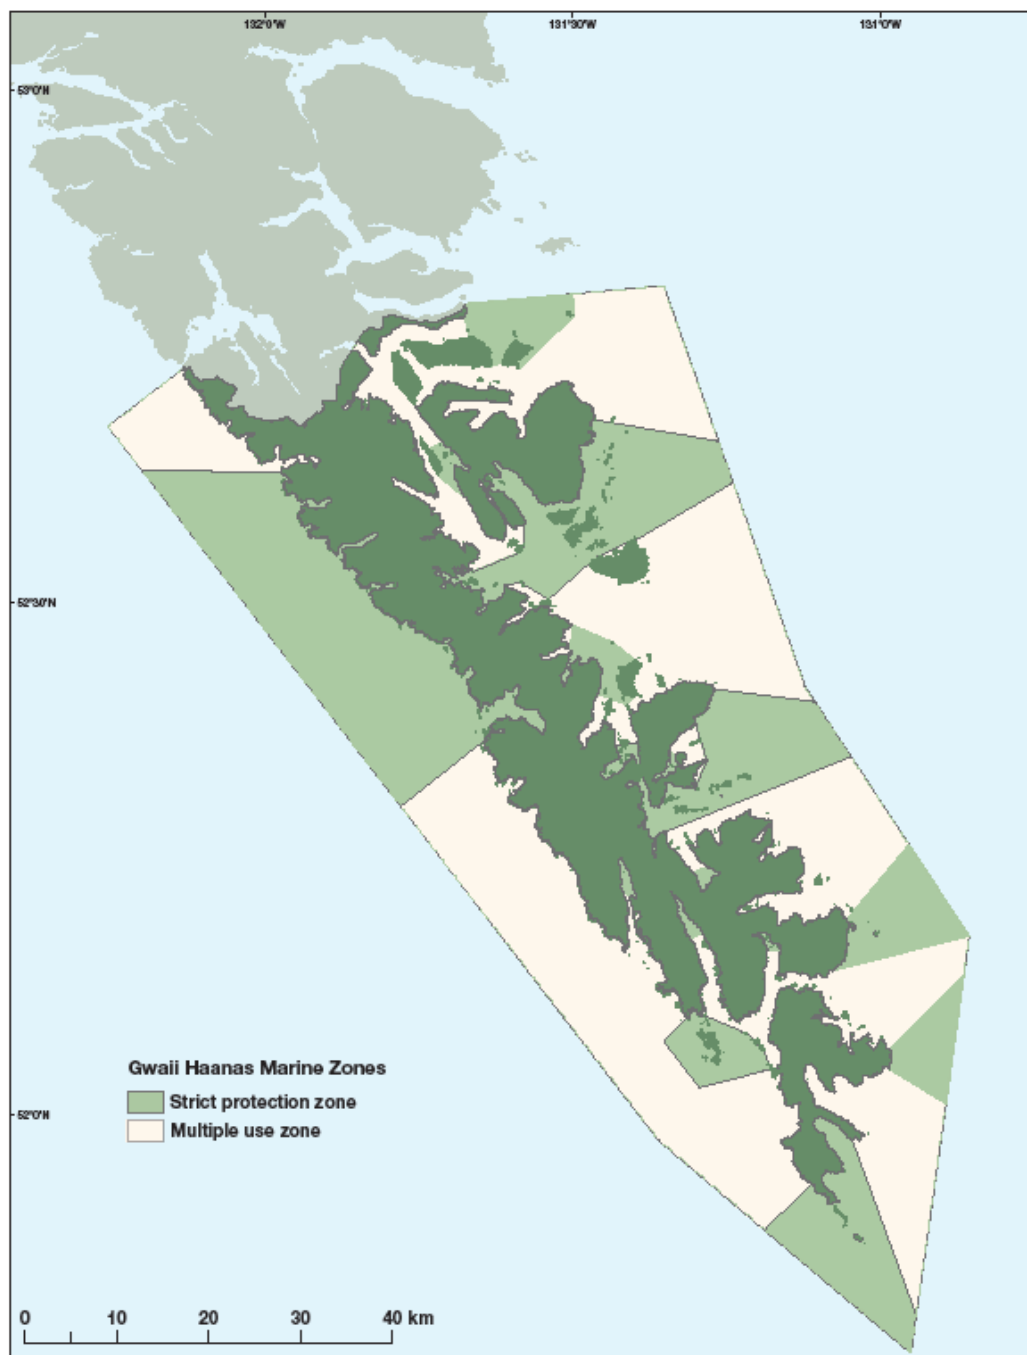 132°0'W 131°30'W 131°0'W
53°0'N
52°30'N
52°0'N
Gwaii Haanas Marine Zones
Strict protection zone
Multiple use zone
0 10 20 30 40 km